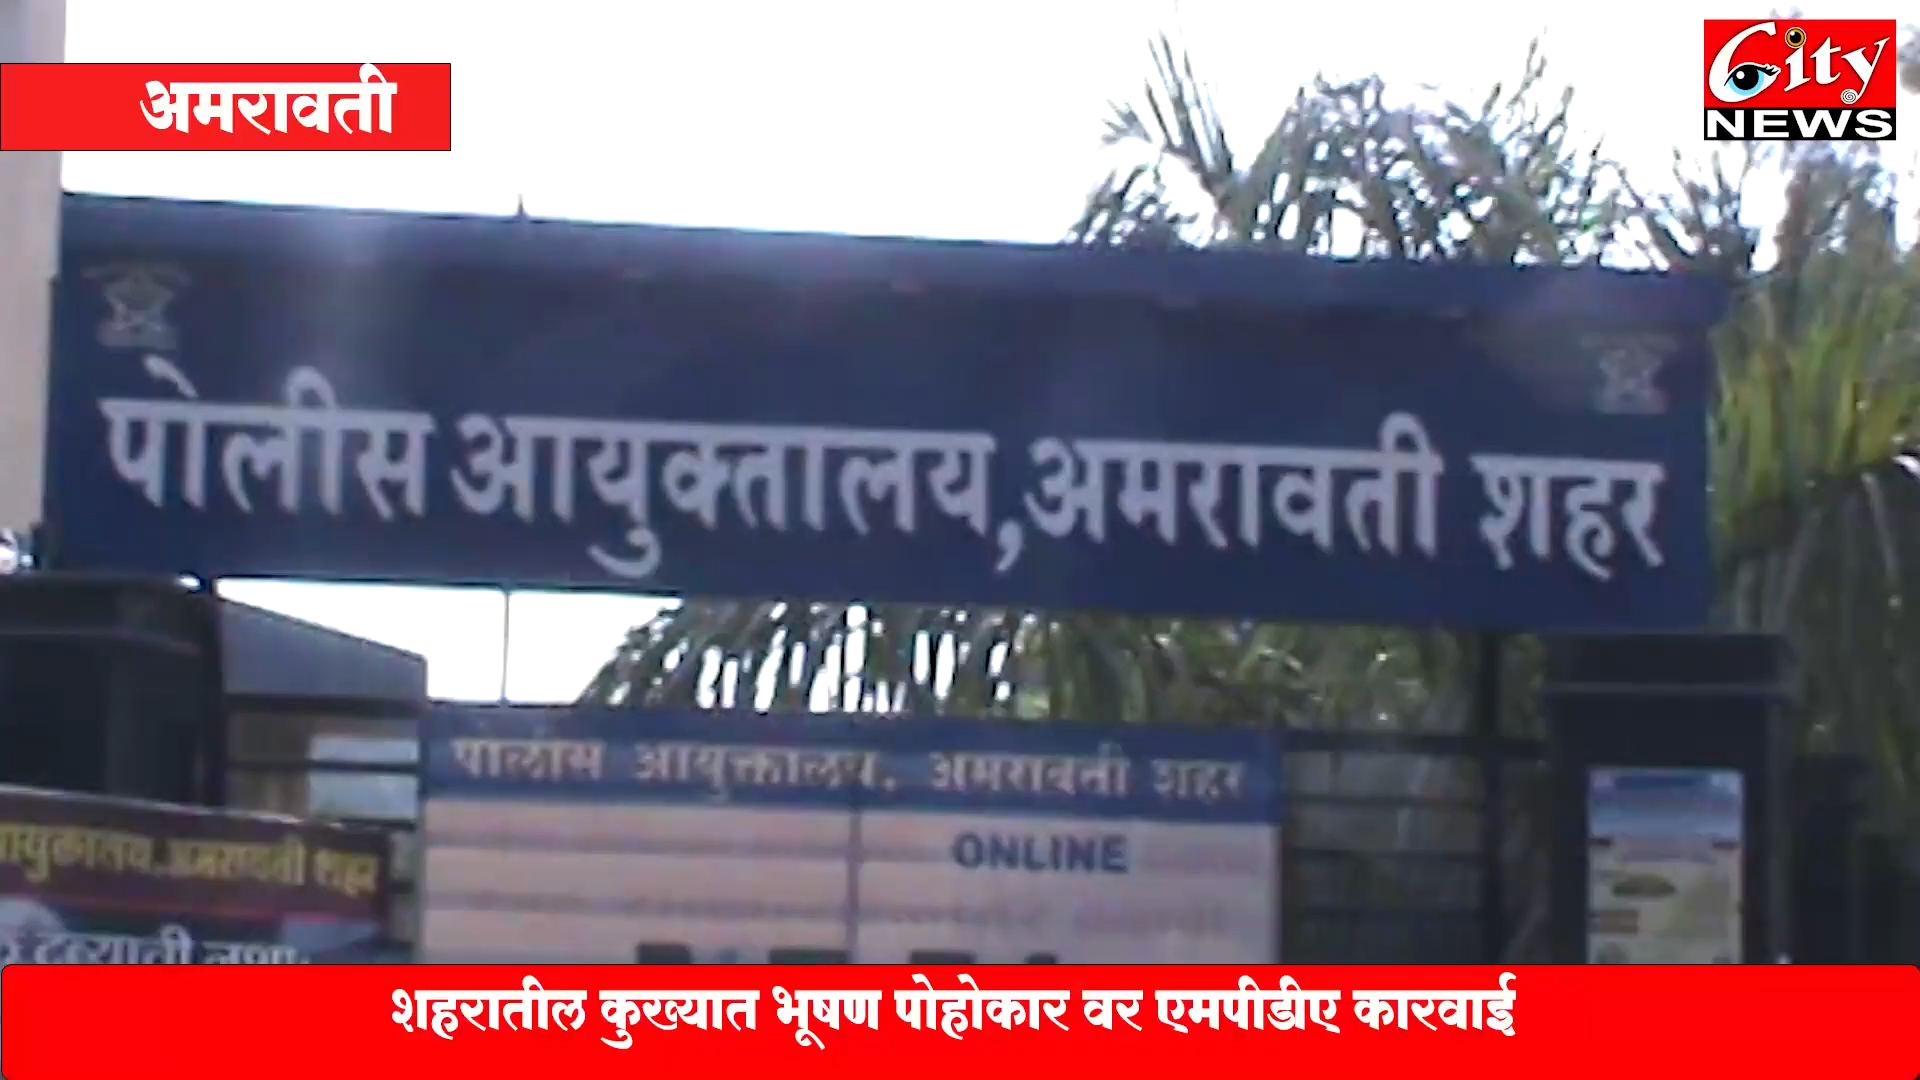 अमरावती
City
NEWS
पोलीस आयुक्तालय,अमरावती शहर
पोलीस आयुक्तालय. अमरावती शहर
ONLINE
आयुक्तालय.अमरावती शहर
शहरातील कुख्यात भूषण पोहोकार वर एमपीडीए कारवाई